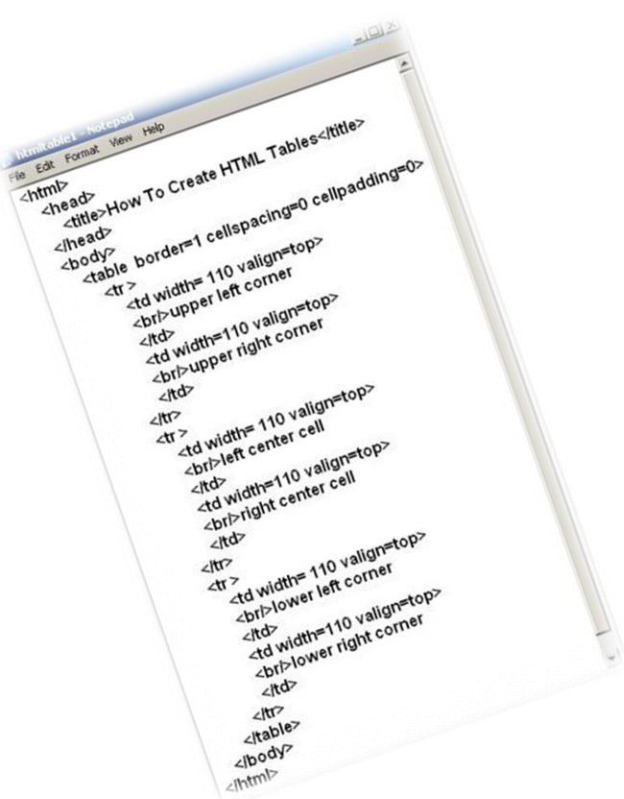 htmltable1 - Notepad
File Edit Format View Help
<html>
<head>
<title>How To Create HTML Tables</title>
</head>
<body>
<table border=1 cellspacing=0 cellpadding=0>
<tr >
<td width= 110 valign=top>
<br/>upper left corner
</td>
<td width=110 valign=top>
<br/>upper right corner
</td>
</tr>
<tr >
<td width= 110 valign=top>
<br/>left center cell
</td>
<td width=110 valign=top>
<br/>right center cell
</td>
</tr>
<tr >
<td width= 110 valign=top>
<br/>lower left corner
</td>
<td width=110 valign=top>
<br/>lower right corner
</td>
</tr>
</table>
</body>
</html>